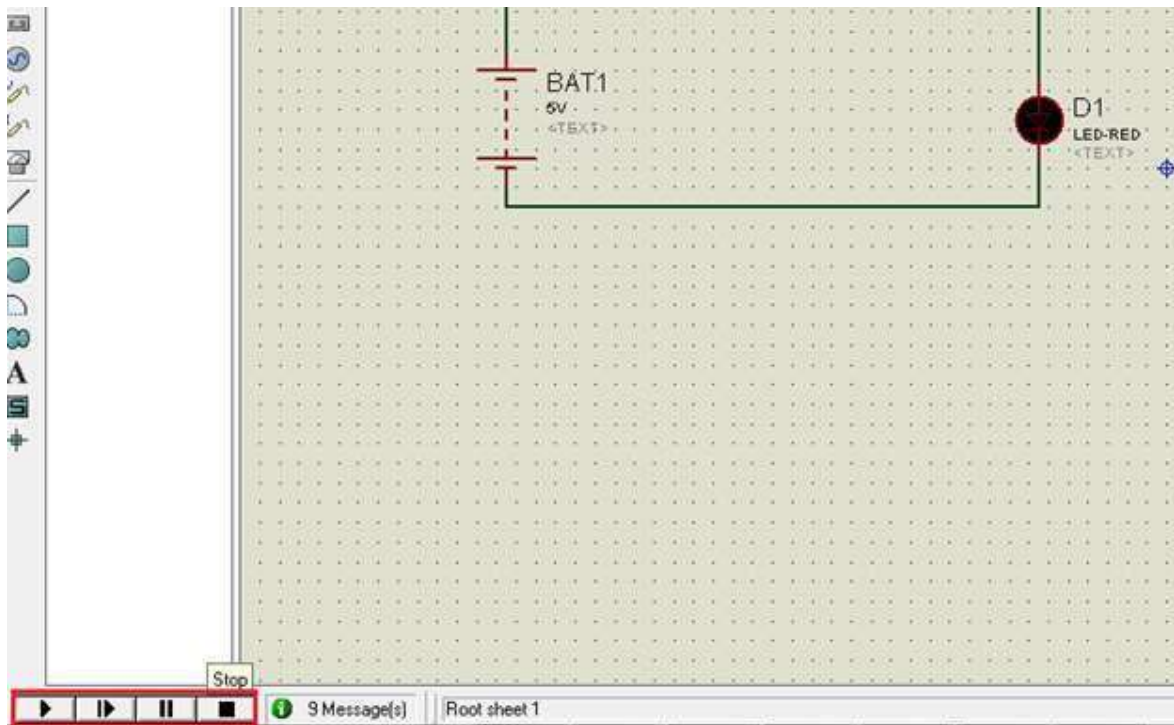 BAT1
5V
<TEXT>
D1
LED-RED
<TEXT>
A
S
Stop
9 Message(s)
Root sheet 1